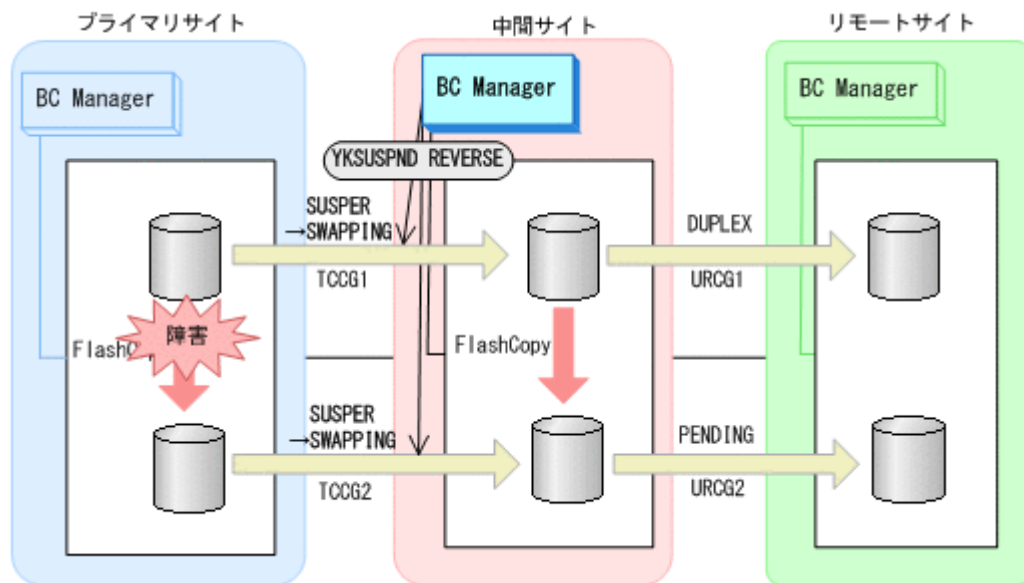 プライマリサイト
中間サイト
リモートサイト
BC Manager
BC Manager
BC Manager
YKSUSPND REVERSE
SUSPER
→SWAPPING
TCCG1
DUPLEX
URCG1
障害
FlashCopy
FlashCopy
SUSPER
→SWAPPING
TCCG2
PENDING
URCG2